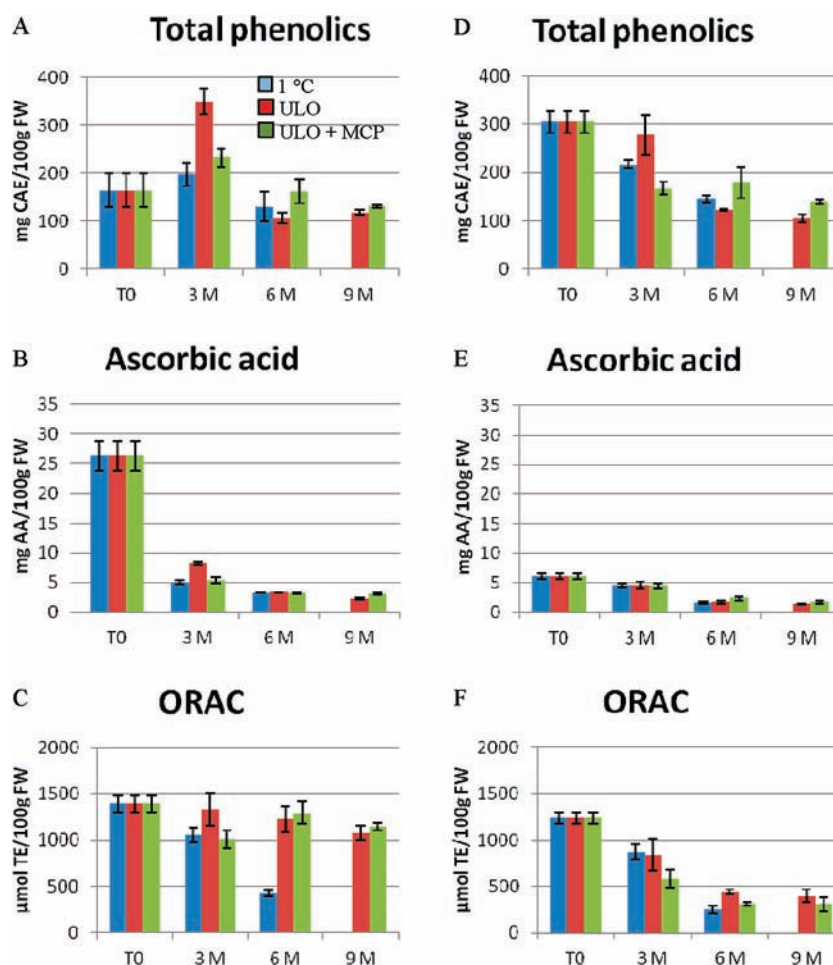 A
Total phenolics
400
300
200
100
0
mg CAE/100g FW
1 °C
ULO
ULO + MCP
T0 3 M 6 M 9 M
B
Ascorbic acid
35
30
25
20
15
10
5
0
mg AA/100g FW
T0 3 M 6 M 9 M
C
ORAC
2000
1500
1000
500
0
µmol TE/100g FW
T0 3 M 6 M 9 M
D
Total phenolics
400
300
200
100
0
mg CAE/100g FW
T0 3 M 6 M 9 M
E
Ascorbic acid
35
30
25
20
15
10
5
0
mg AA/100g FW
T0 3 M 6 M 9 M
F
ORAC
2000
1500
1000
500
0
µmol TE/100g FW
T0 3 M 6 M 9 M